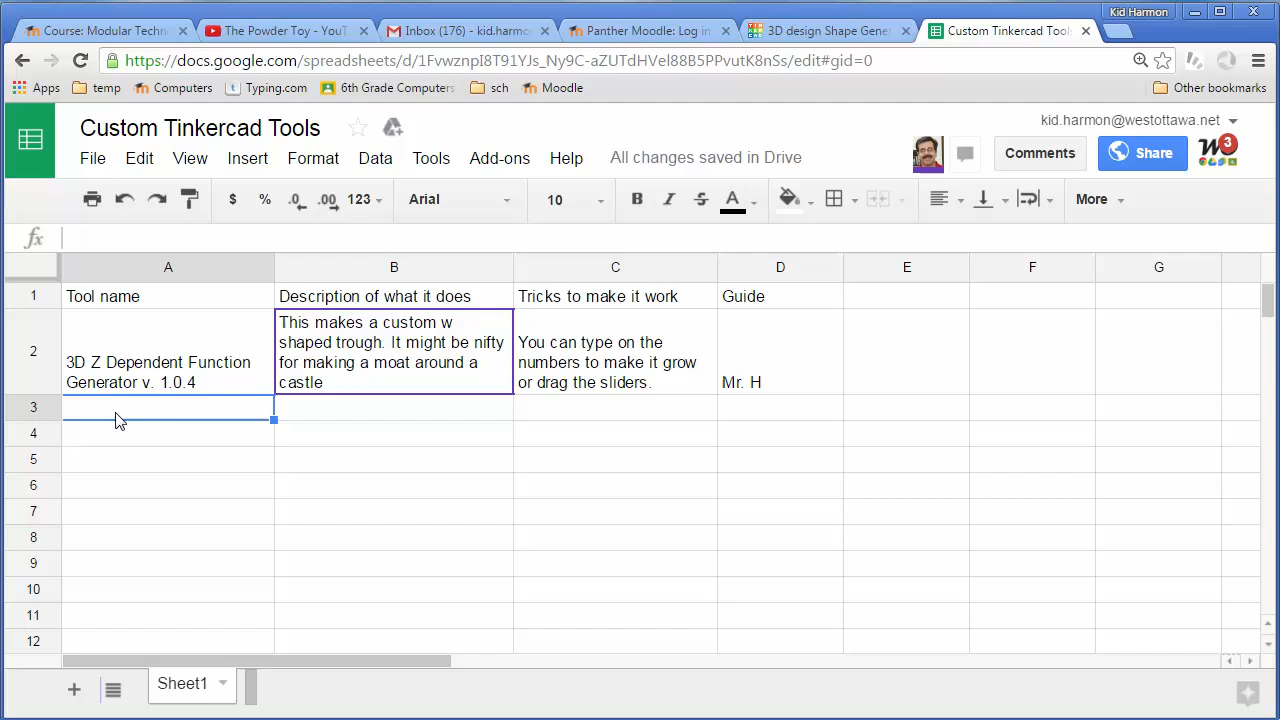 Kid Harmon
Course: Modular Techn
The Powder Toy - YouT
Inbox (176) - kid.harmo
Panther Moodle: Log in
3D design Shape Gener
Custom Tinkercad Tools
https://docs.google.com/spreadsheets/d/1FvwznpI8T91YJs_Ny9C-aZUTdHVel88B5PPvutK8nSs/edit#gid=0
Apps
temp
Computers
Typing.com
6th Grade Computers
sch
Moodle
Other bookmarks
Custom Tinkercad Tools
kid.harmon@westottawa.net
File Edit View Insert Format Data Tools Add-ons Help All changes saved in Drive
Comments
Share
W 3
$ % .0 .00 123 Arial 10 B I S A More
fx
A B C D E F G
1 Tool name Description of what it does Tricks to make it work Guide
2
3D Z Dependent Function
Generator v. 1.0.4
This makes a custom w
shaped trough. It might be nifty
for making a moat around a
castle
You can type on the
numbers to make it grow
or drag the sliders.
Mr. H
3
4
5
6
7
8
9
10
11
12
Sheet1